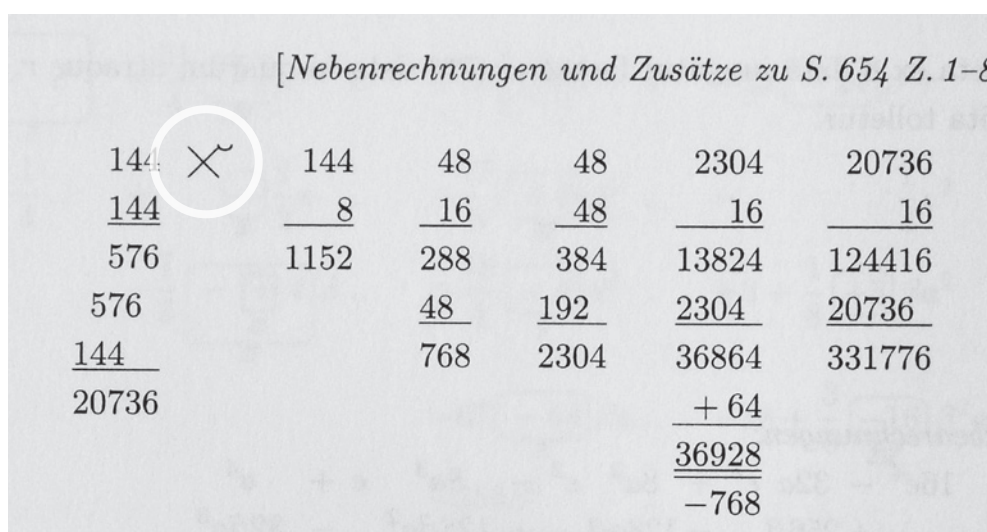 [Nebenrechnungen und Zusätze zu S. 654 Z. 1–8
144 × 144 48 48 2304 20736
144 8 16 48 16 16
576 1152 288 384 13824 124416
576 48 192 2304 20736
144 768 2304 36864 331776
20736 + 64
36928
−768